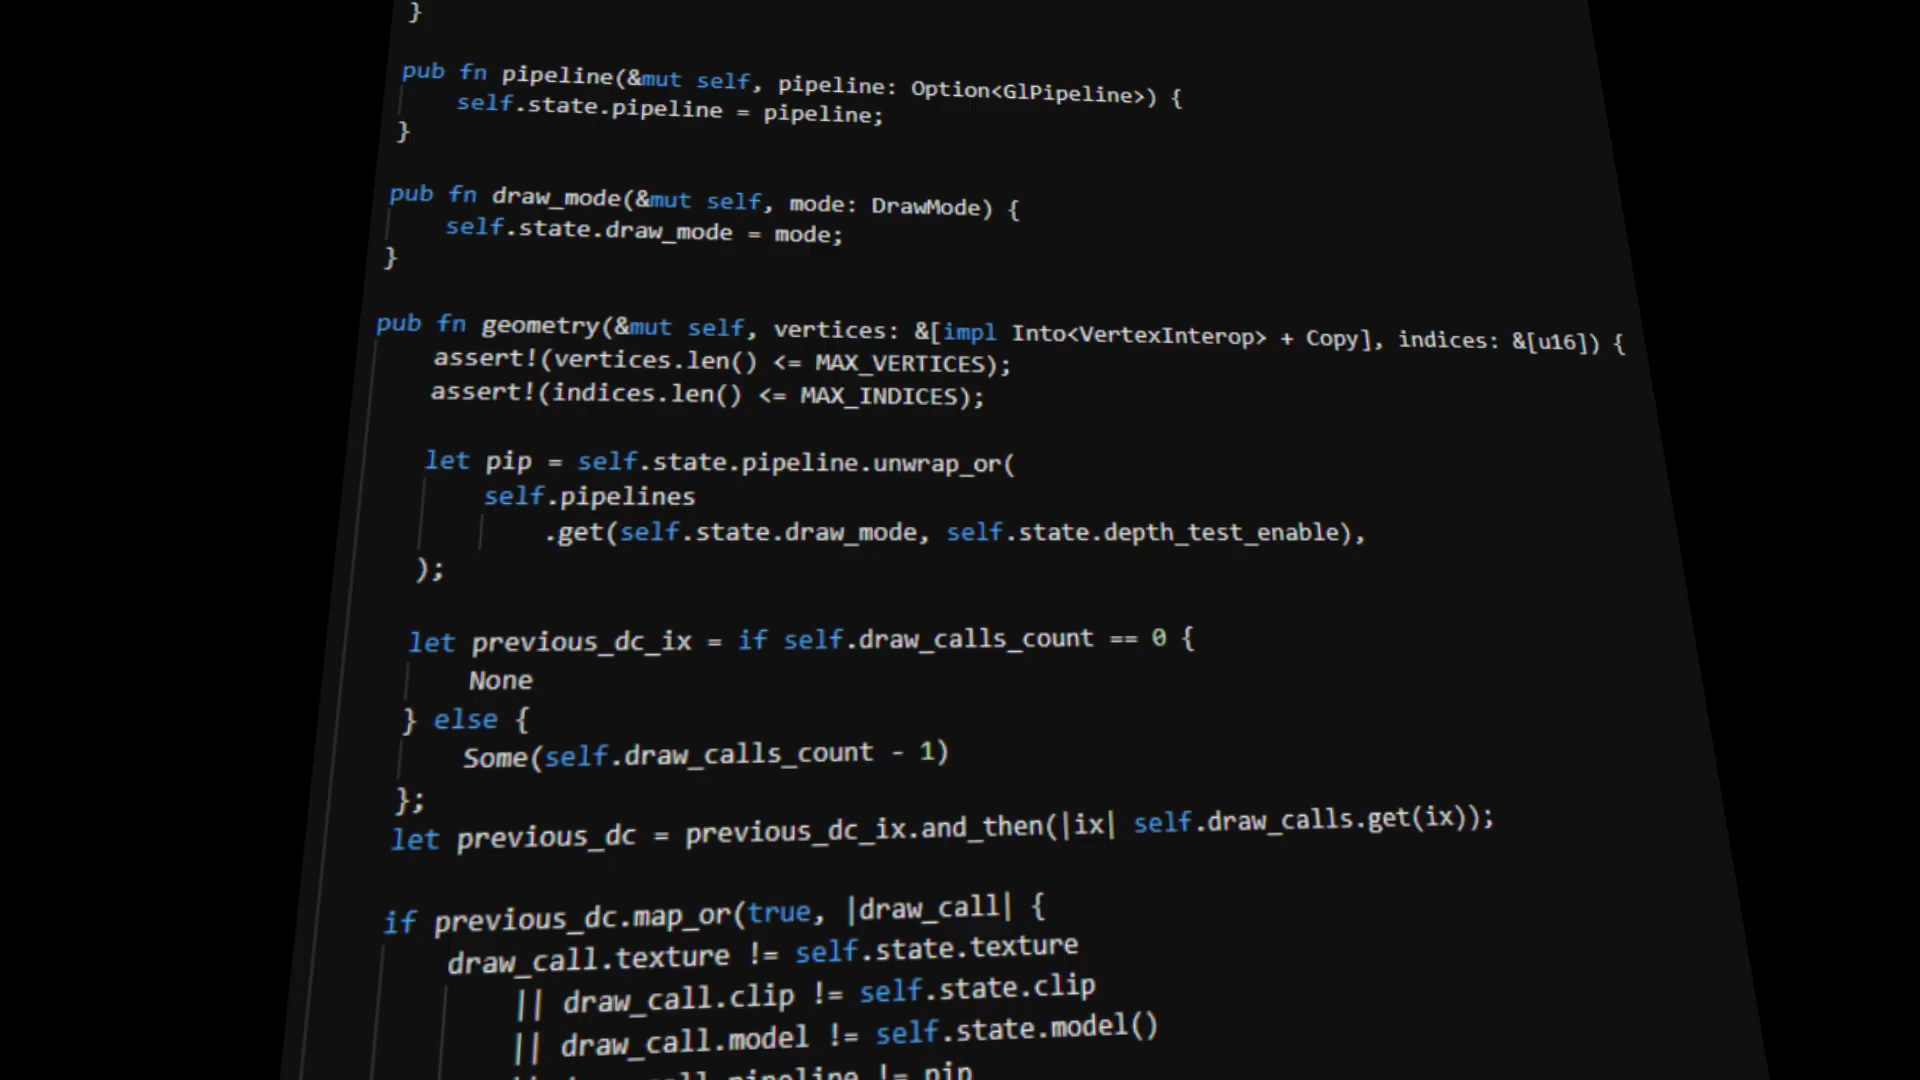 }
pub fn pipeline(&mut self, pipeline: Option<GlPipeline>) {
self.state.pipeline = pipeline;
}
pub fn draw_mode(&mut self, mode: DrawMode) {
self.state.draw_mode = mode;
}
pub fn geometry(&mut self, vertices: &[impl Into<VertexInterop> + Copy], indices: &[u16]) {
assert!(vertices.len() <= MAX_VERTICES);
assert!(indices.len() <= MAX_INDICES);
let pip = self.state.pipeline.unwrap_or(
self.pipelines
.get(self.state.draw_mode, self.state.depth_test_enable),
);
let previous_dc_ix = if self.draw_calls_count == 0 {
None
} else {
Some(self.draw_calls_count - 1)
};
let previous_dc = previous_dc_ix.and_then(|ix| self.draw_calls.get(ix));
if previous_dc.map_or(true, |draw_call| {
draw_call.texture != self.state.texture
|| draw_call.clip != self.state.clip
|| draw_call.model != self.state.model()
|| draw_call.pipeline != pip